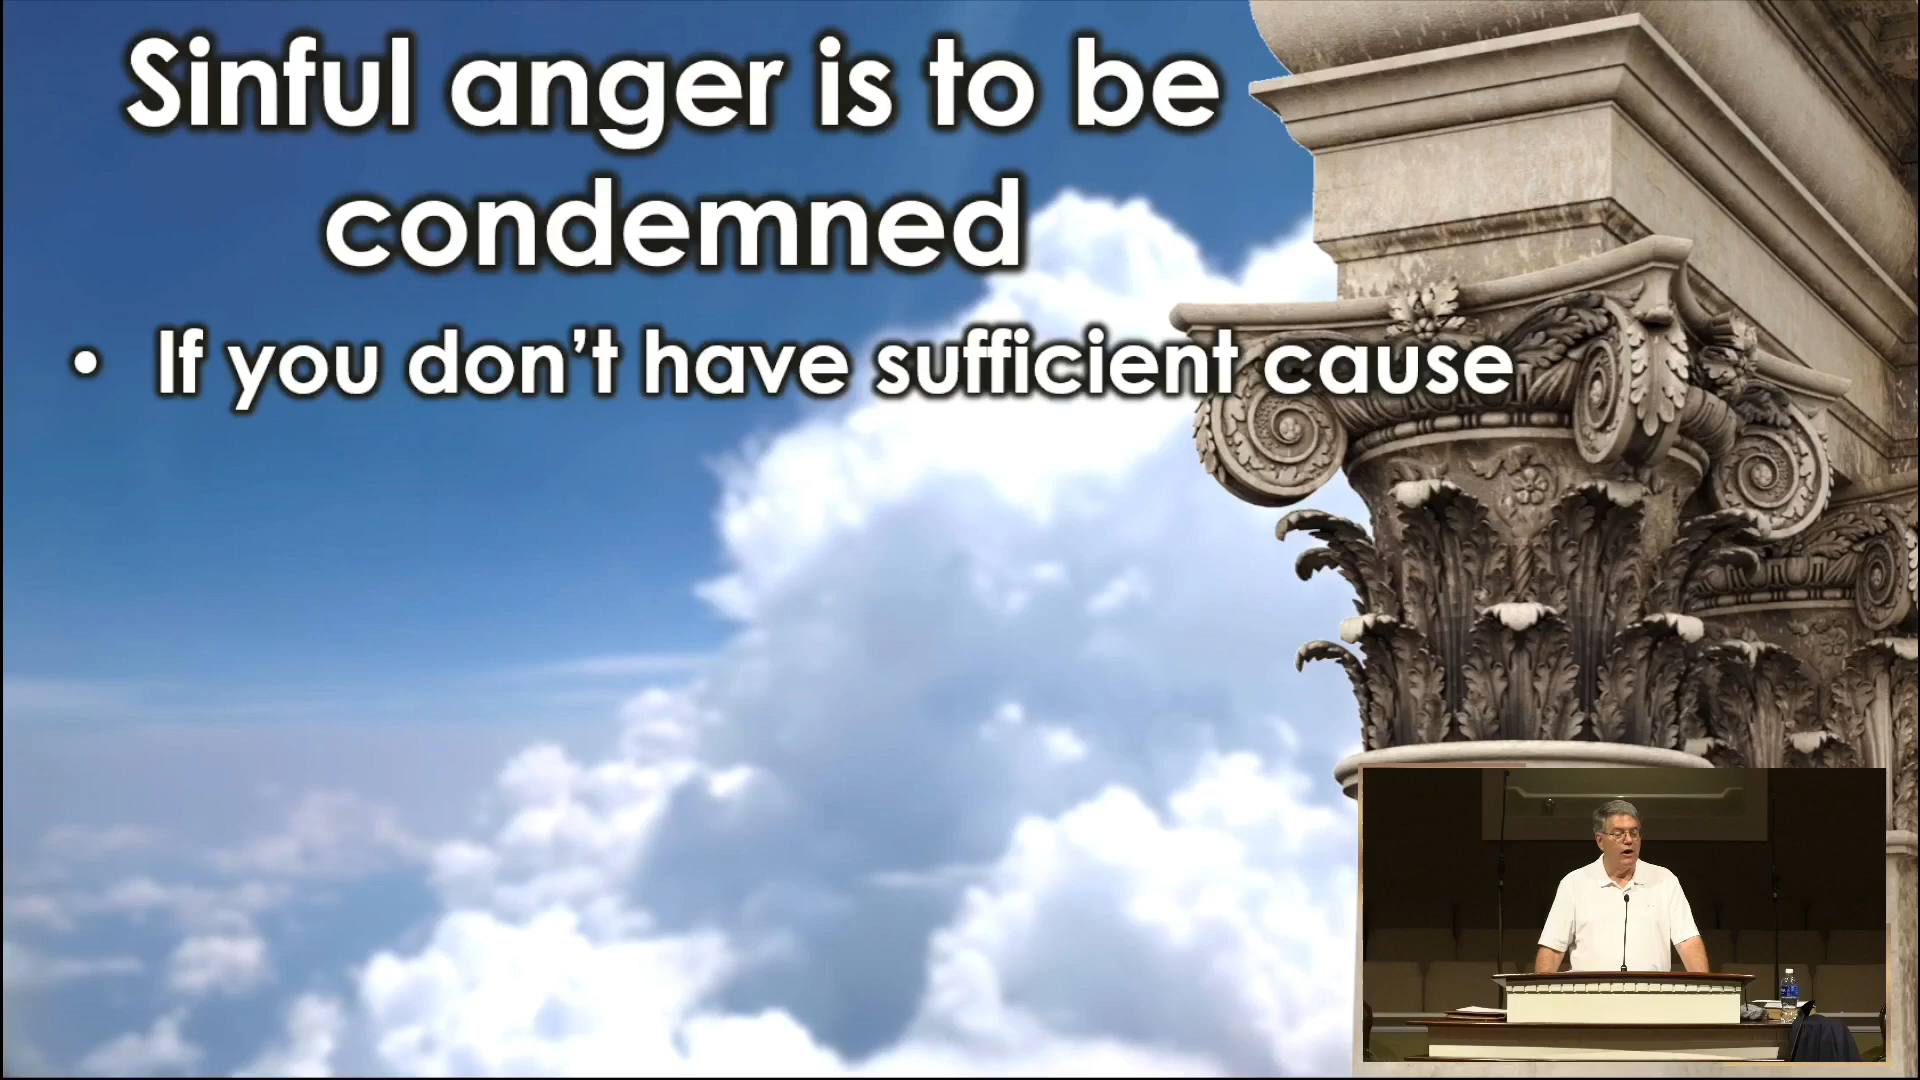 Sinful anger is to be
condemned
• If you don’t have sufficient cause